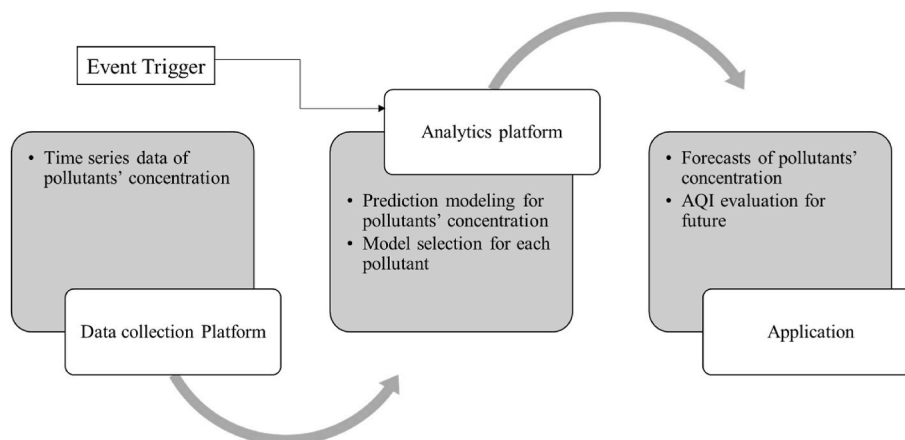 Event Trigger
Analytics platform
• Time series data of
pollutants’ concentration
• Prediction modeling for
pollutants’ concentration
• Model selection for each
pollutant
• Forecasts of pollutants’
concentration
• AQI evaluation for
future
Data collection Platform
Application